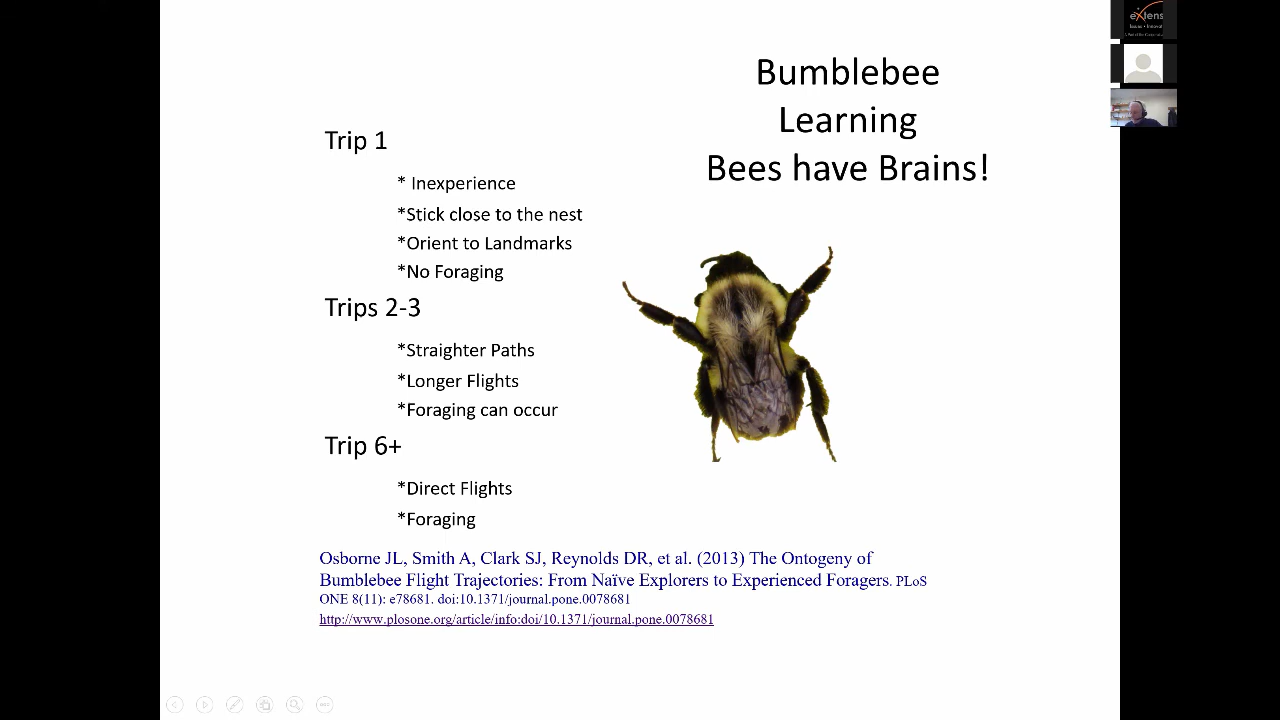 Bumblebee
Learning
Bees have Brains!
Trip 1
* Inexperience
*Stick close to the nest
*Orient to Landmarks
*No Foraging
Trips 2-3
*Straighter Paths
*Longer Flights
*Foraging can occur
Trip 6+
*Direct Flights
*Foraging
Osborne JL, Smith A, Clark SJ, Reynolds DR, et al. (2013) The Ontogeny of
Bumblebee Flight Trajectories: From Naïve Explorers to Experienced Foragers. PLoS
ONE 8(11): e78681. doi:10.1371/journal.pone.0078681
http://www.plosone.org/article/info:doi/10.1371/journal.pone.0078681
eXtens